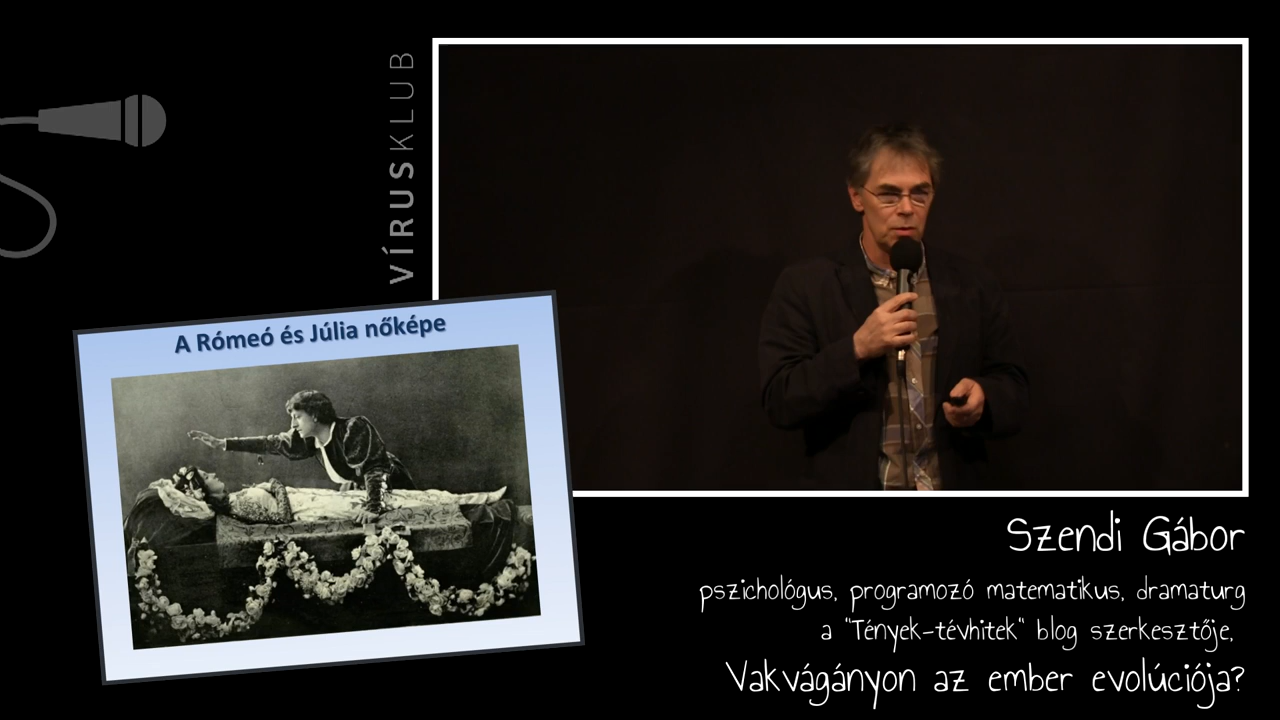 VÍRUSKLUB
A Rómeó és Júlia nőképe
Szendi Gábor
pszichológus, programozó matematikus, dramaturg
a "Tények-tévhitek" blog szerkesztője,
Vakvágányon az ember evolúciója?